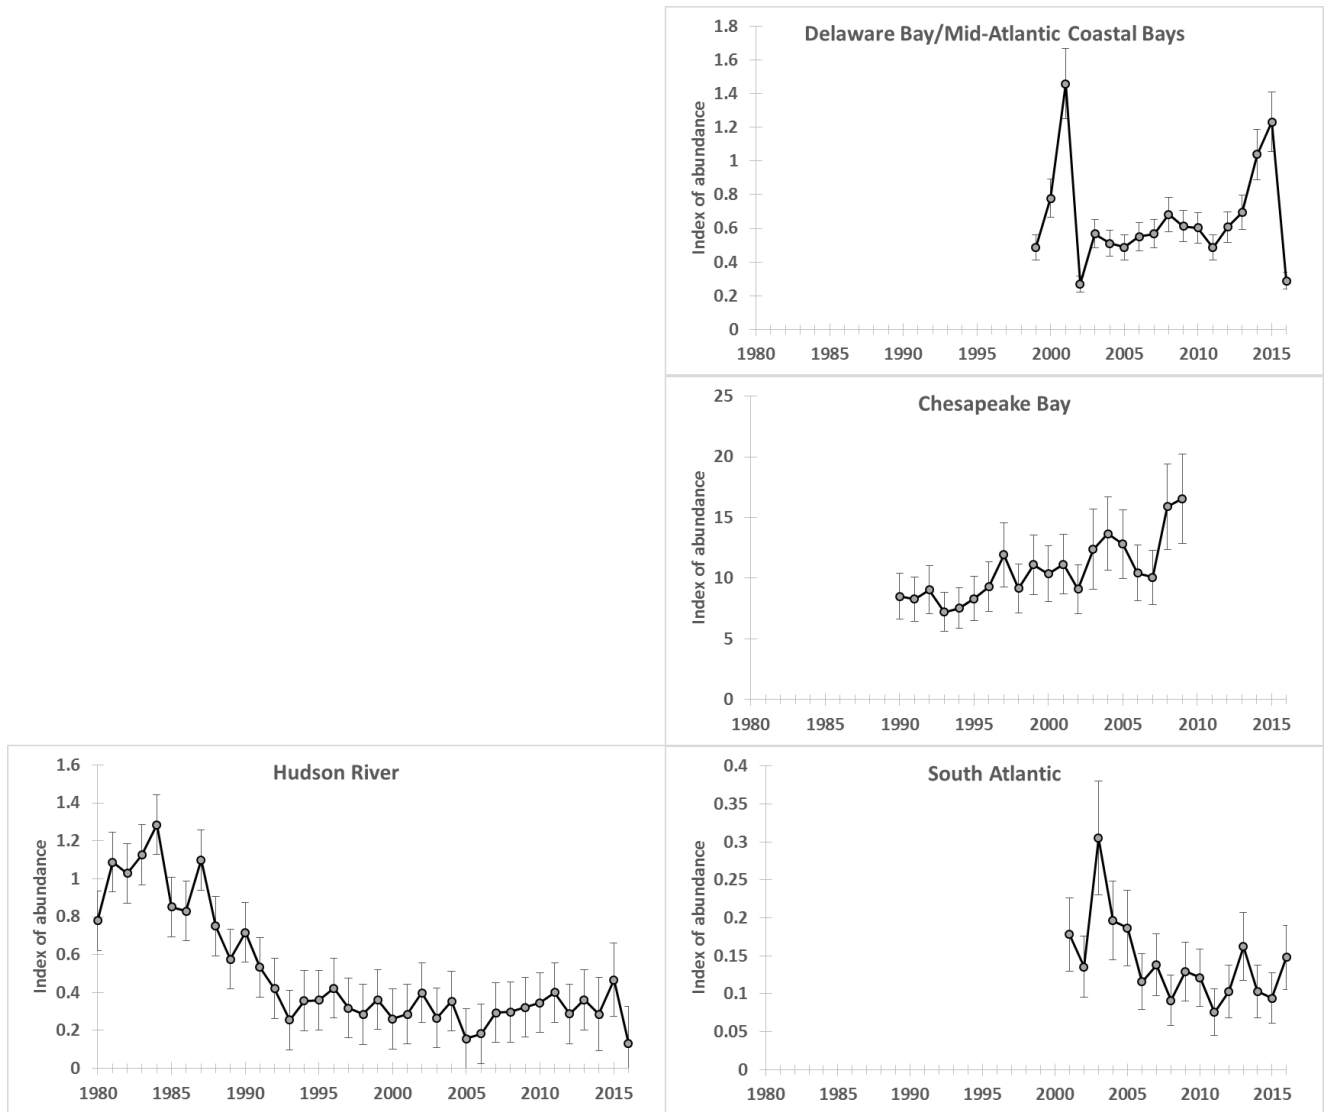 Delaware Bay/Mid-Atlantic Coastal Bays
Index of abundance
1.8
1.6
1.4
1.2
1
0.8
0.6
0.4
0.2
0
1980 1985 1990 1995 2000 2005 2010 2015
Chesapeake Bay
Index of abundance
25
20
15
10
5
0
1980 1985 1990 1995 2000 2005 2010 2015
Hudson River
Index of abundance
1.6
1.4
1.2
1
0.8
0.6
0.4
0.2
0
1980 1985 1990 1995 2000 2005 2010 2015
South Atlantic
Index of abundance
0.4
0.35
0.3
0.25
0.2
0.15
0.1
0.05
0
1980 1985 1990 1995 2000 2005 2010 2015